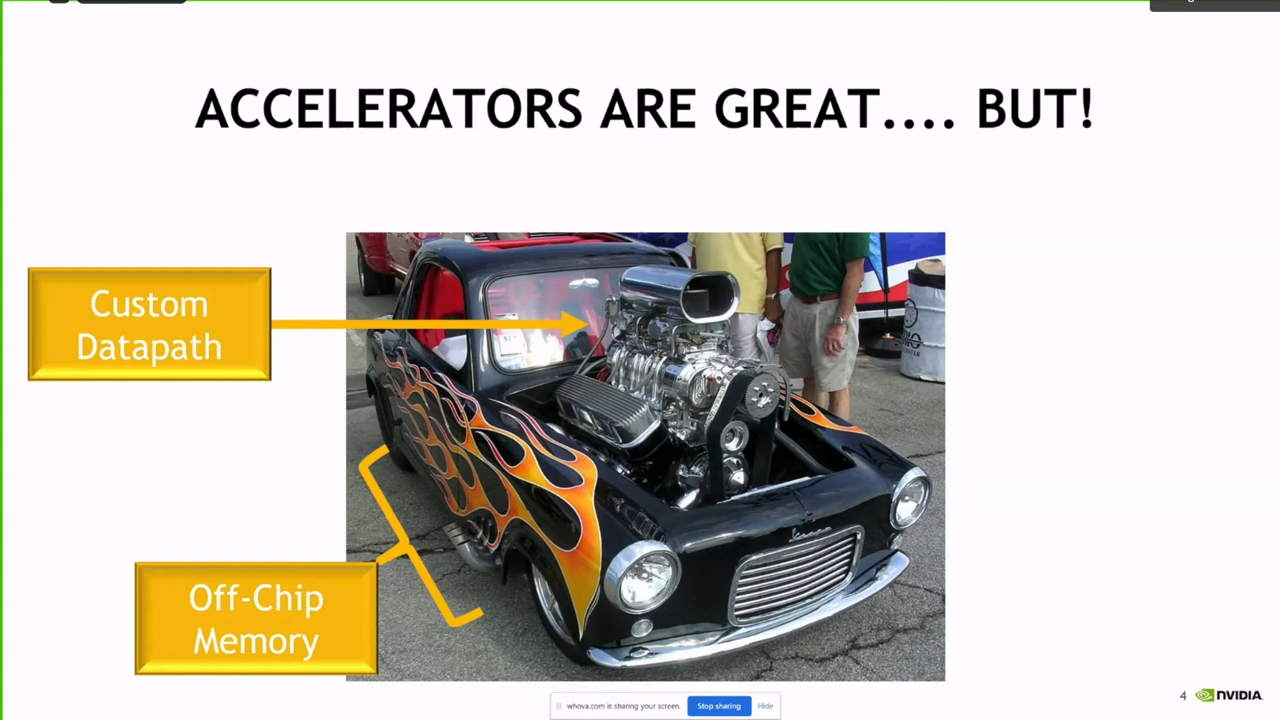 ACCELERATORS ARE GREAT.... BUT!
Custom
Datapath
Off-Chip
Memory
whova.com is sharing your screen.
Stop sharing
Hide
4
NVIDIA.